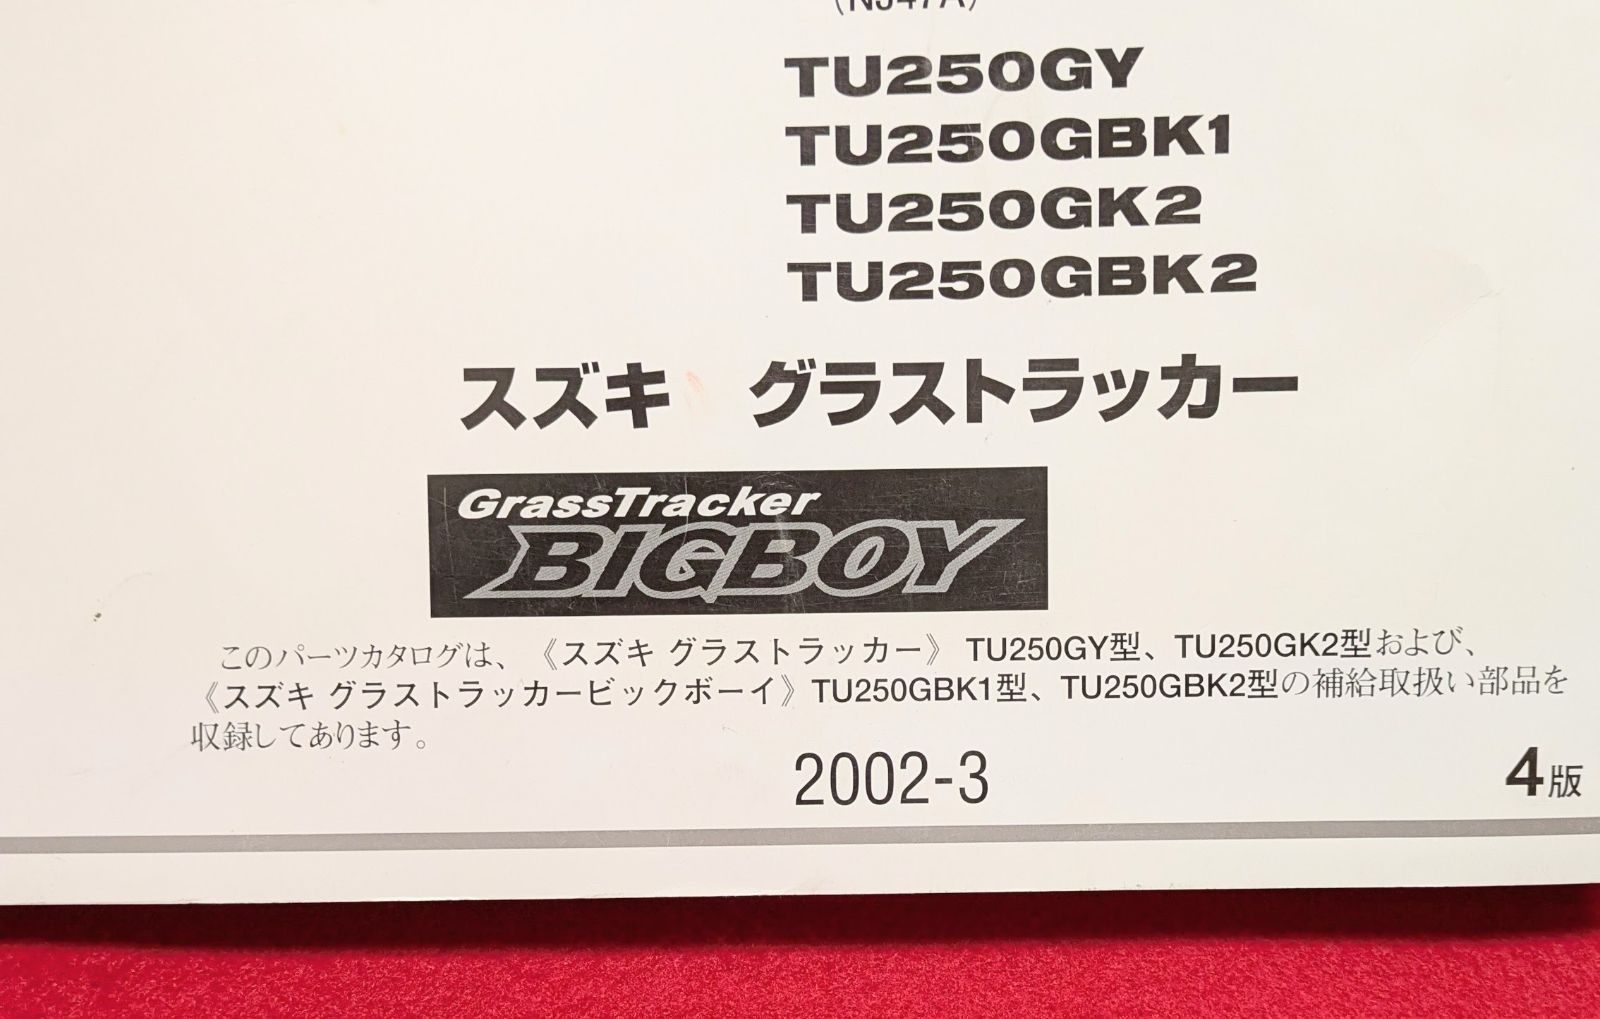 (NJ47A)
TU250GY
TU250GBK1
TU250GK2
TU250GBK2
スズキ グラストラッカー
GrassTracker
BIGBOY
このパーツカタログは、《スズキ グラストラッカー》TU250GY型、TU250GK2型および、
《スズキ グラストラッカービックボーイ》TU250GBK1型、TU250GBK2型の補給取扱い部品を
収録してあります。
2002-3
4版